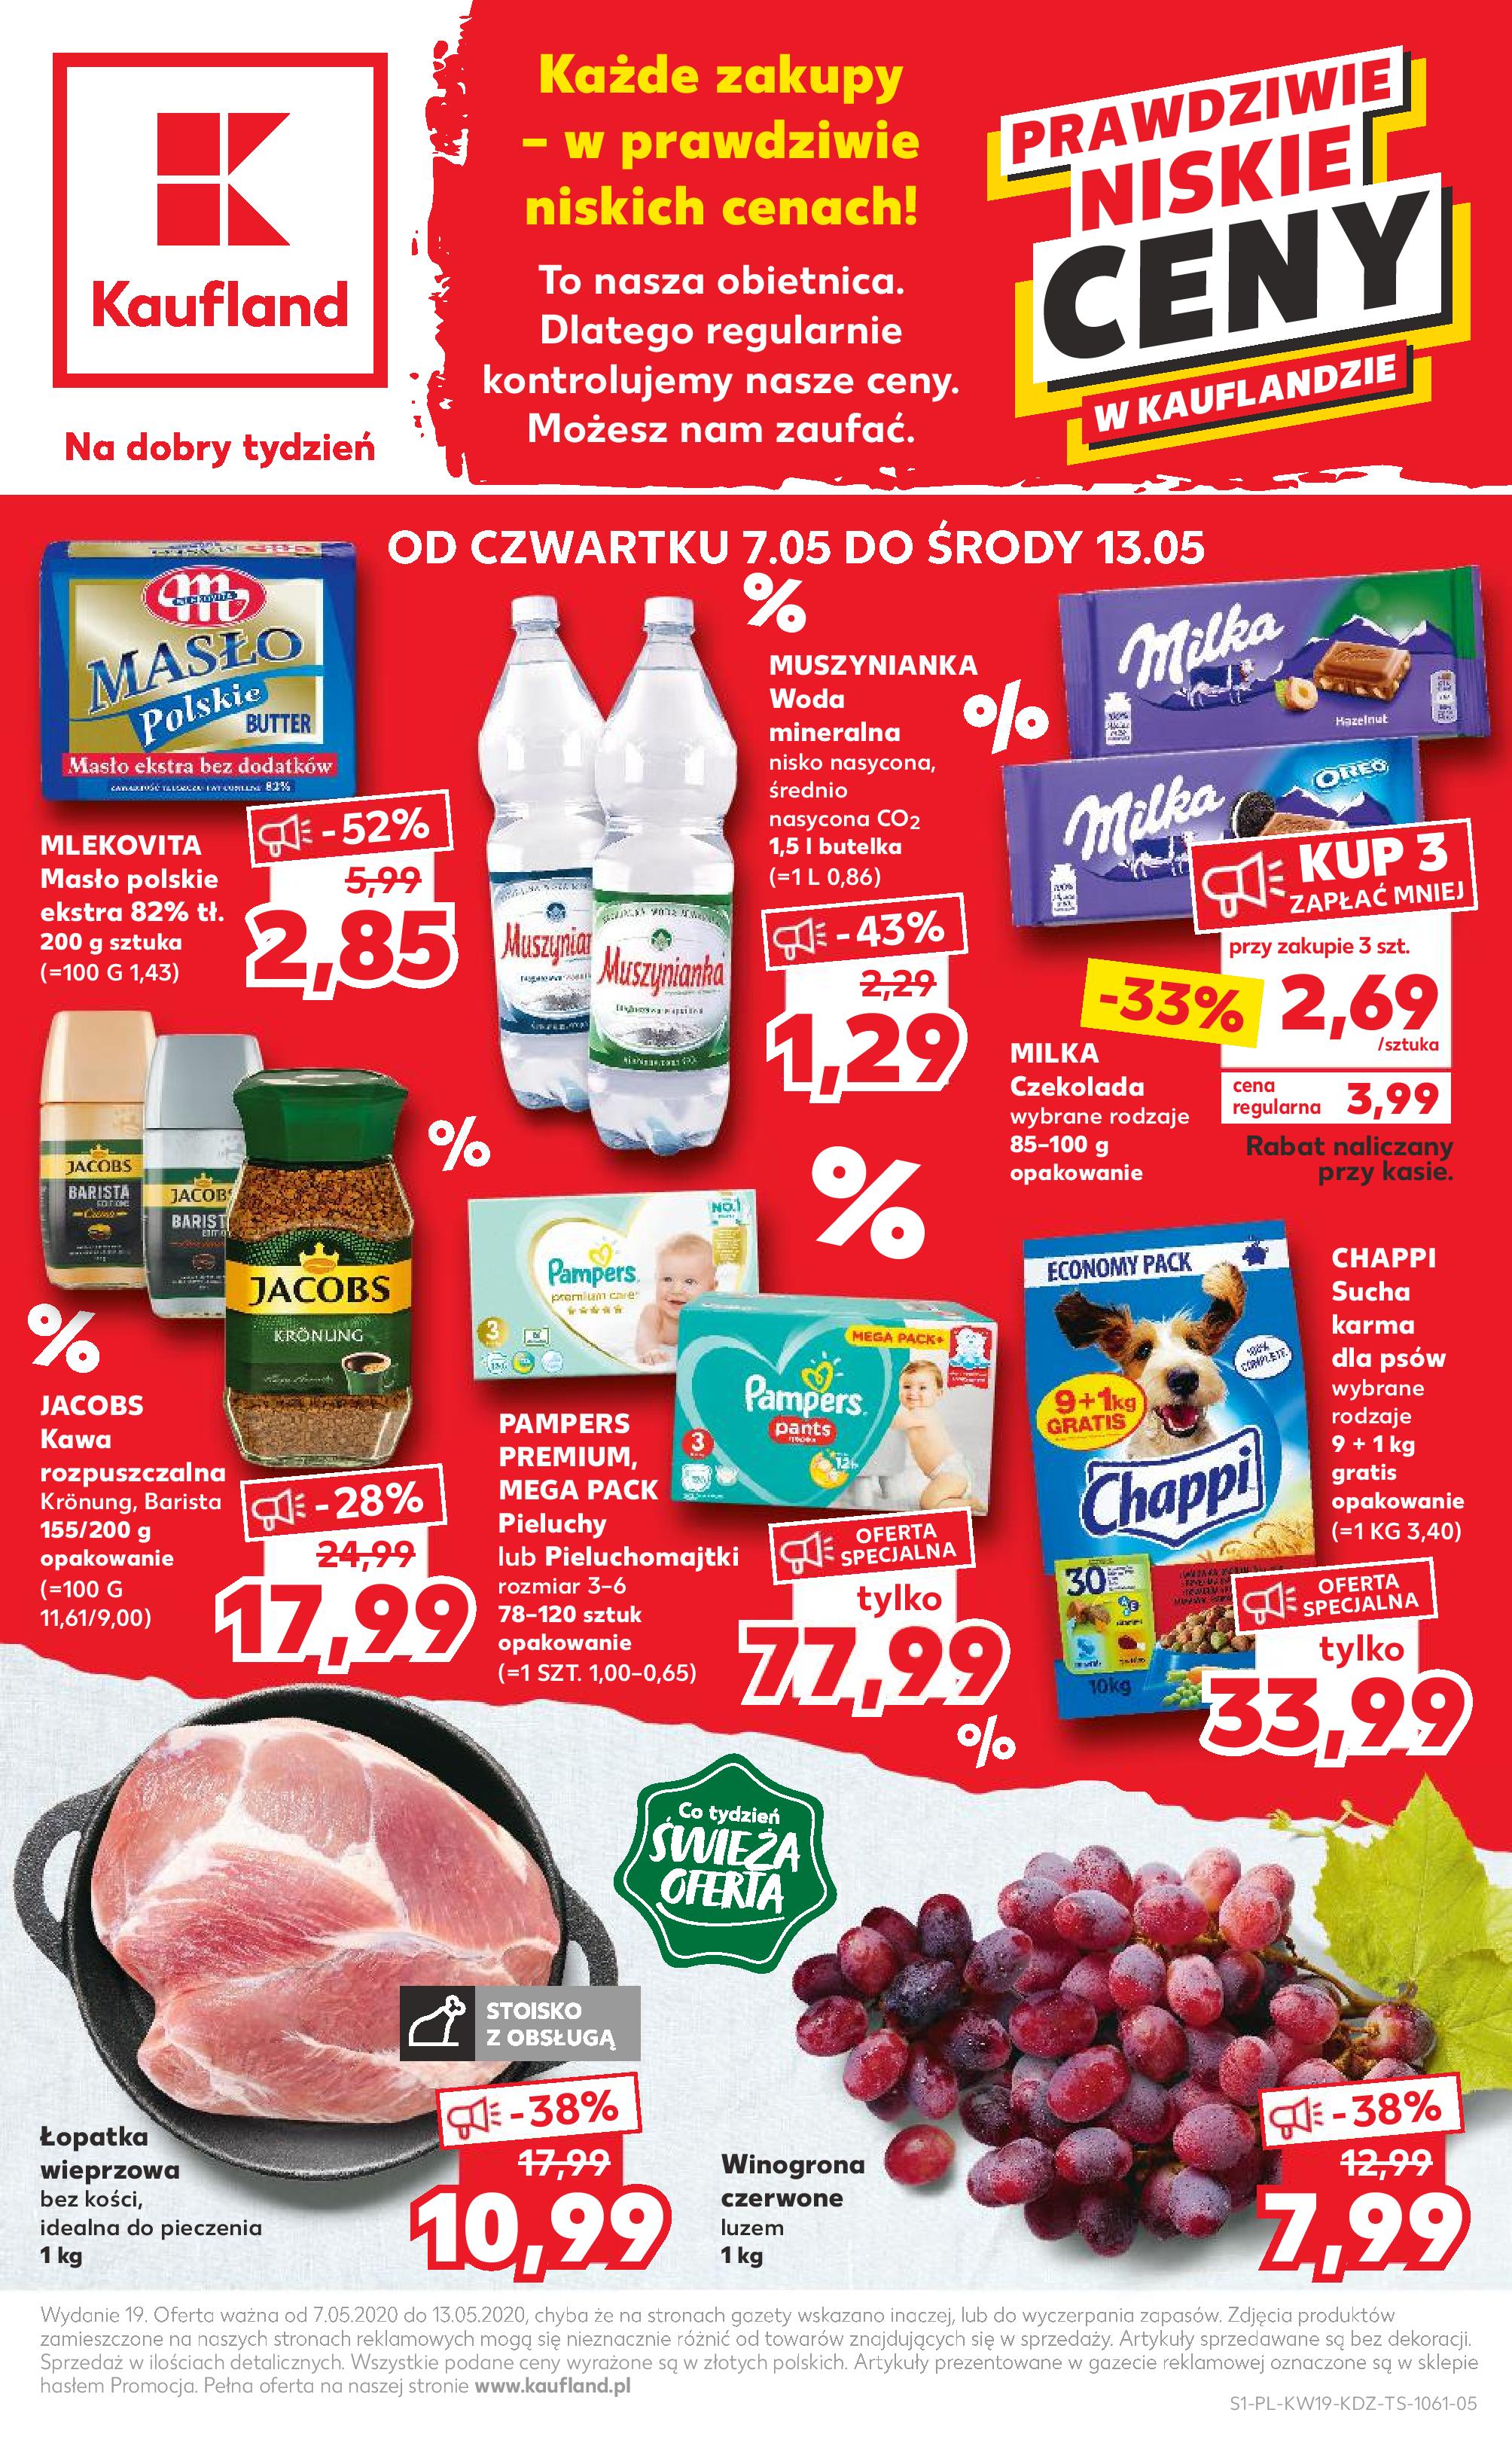 Kaufland
Na dobry tydzień
Każde zakupy
– w prawdziwie
niskich cenach!
To nasza obietnica.
Dlatego regularnie
kontrolujemy nasze ceny.
Możesz nam zaufać.
PRAWDZIWIE
NISKIE
CENY
W KAUFLANDZIE
OD CZWARTKU 7.05 DO ŚRODY 13.05
MASŁO
Polskie
BUTTER
Masło ekstra bez dodatków
MLEKOVITA
Masło polskie
ekstra 82% tł.
200 g sztuka
(=100 G 1,43)
-52%
5,99
2,85
Muszynianka
%
MUSZYNIANKA
Woda
mineralna
nisko nasycona,
średnio
nasycona CO2
1,5 l butelka
(=1 L 0,86)
-43%
2,29
1,29
%
Milka
Hazelnut
Milka
OREO
KUP 3
ZAPŁAĆ MNIEJ
przy zakupie 3 szt.
-33%
2,69
/sztuka
cena
regularna 3,99
Rabat naliczany
przy kasie.
MILKA
Czekolada
wybrane rodzaje
85–100 g
opakowanie
JACOBS
BARISTA
EDITIONS
Crema
JACOBS
KRÖNUNG
%
%
JACOBS
Kawa
rozpuszczalna
Krönung, Barista
155/200 g
opakowanie
(=100 G
11,61/9,00)
-28%
24,99
17,99
%
Pampers
premium care
NO.1
3
MEGA PACK+
Pampers
pants
3
12h
PAMPERS
PREMIUM,
MEGA PACK
Pieluchy
lub Pieluchomajtki
rozmiar 3–6
78–120 sztuk
opakowanie
(=1 SZT. 1,00–0,65)
OFERTA
SPECJALNA
tylko
77,99
%
ECONOMY PACK
100%
COMPLETE
9+1kg
GRATIS
Chappi
30
10kg
CHAPPI
Sucha
karma
dla psów
wybrane
rodzaje
9 + 1 kg
gratis
opakowanie
(=1 KG 3,40)
OFERTA
SPECJALNA
tylko
33,99
Co tydzień
ŚWIEŻA
OFERTA
STOISKO
Z OBSŁUGĄ
Łopatka
wieprzowa
bez kości,
idealna do pieczenia
1 kg
-38%
17,99
10,99
Winogrona
czerwone
luzem
1 kg
-38%
12,99
7,99
Wydanie 19. Oferta ważna od 7.05.2020 do 13.05.2020, chyba że na stronach gazety wskazano inaczej, lub do wyczerpania zapasów. Zdjęcia produktów
zamieszczone na naszych stronach reklamowych mogą się nieznacznie różnić od towarów znajdujących się w sprzedaży. Artykuły sprzedawane są bez dekoracji.
Sprzedaż w ilościach detalicznych. Wszystkie podane ceny wyrażone są w złotych polskich. Artykuły prezentowane w gazecie reklamowej oznaczone są w sklepie
hasłem Promocja. Pełna oferta na naszej stronie www.kaufland.pl
S1-PL-KW19-KDZ-TS-1061-05